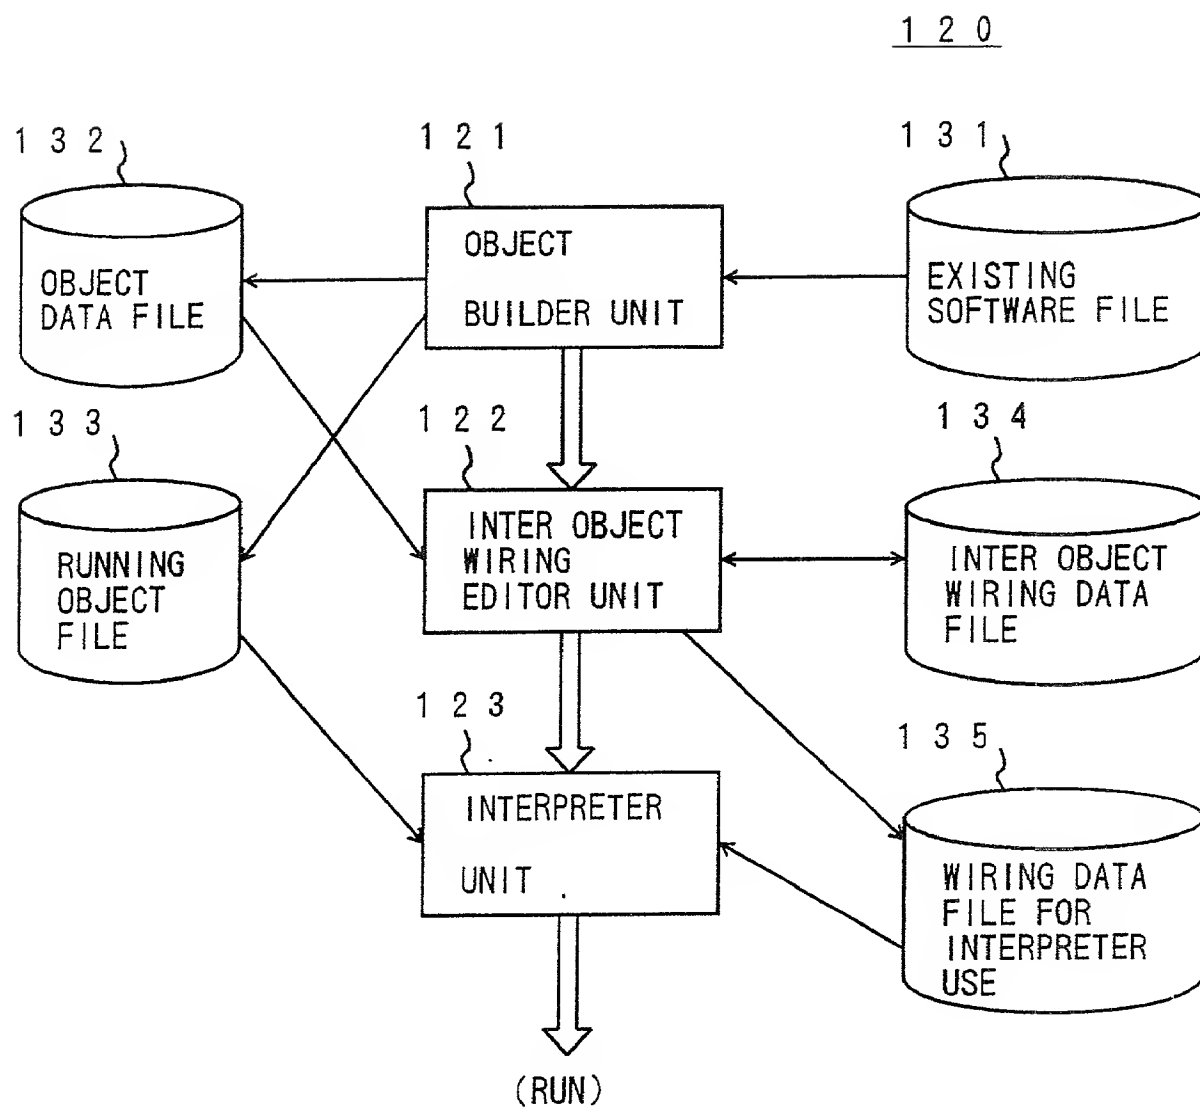 1 2 0
1 3 2
1 2 1
1 3 1
OBJECT
DATA FILE
OBJECT
BUILDER UNIT
EXISTING
SOFTWARE FILE
1 3 3
1 2 2
1 3 4
RUNNING
OBJECT
FILE
INTER OBJECT
WIRING
EDITOR UNIT
INTER OBJECT
WIRING DATA
FILE
1 2 3
1 3 5
INTERPRETER
UNIT
WIRING DATA
FILE FOR
INTERPRETER
USE
(RUN)